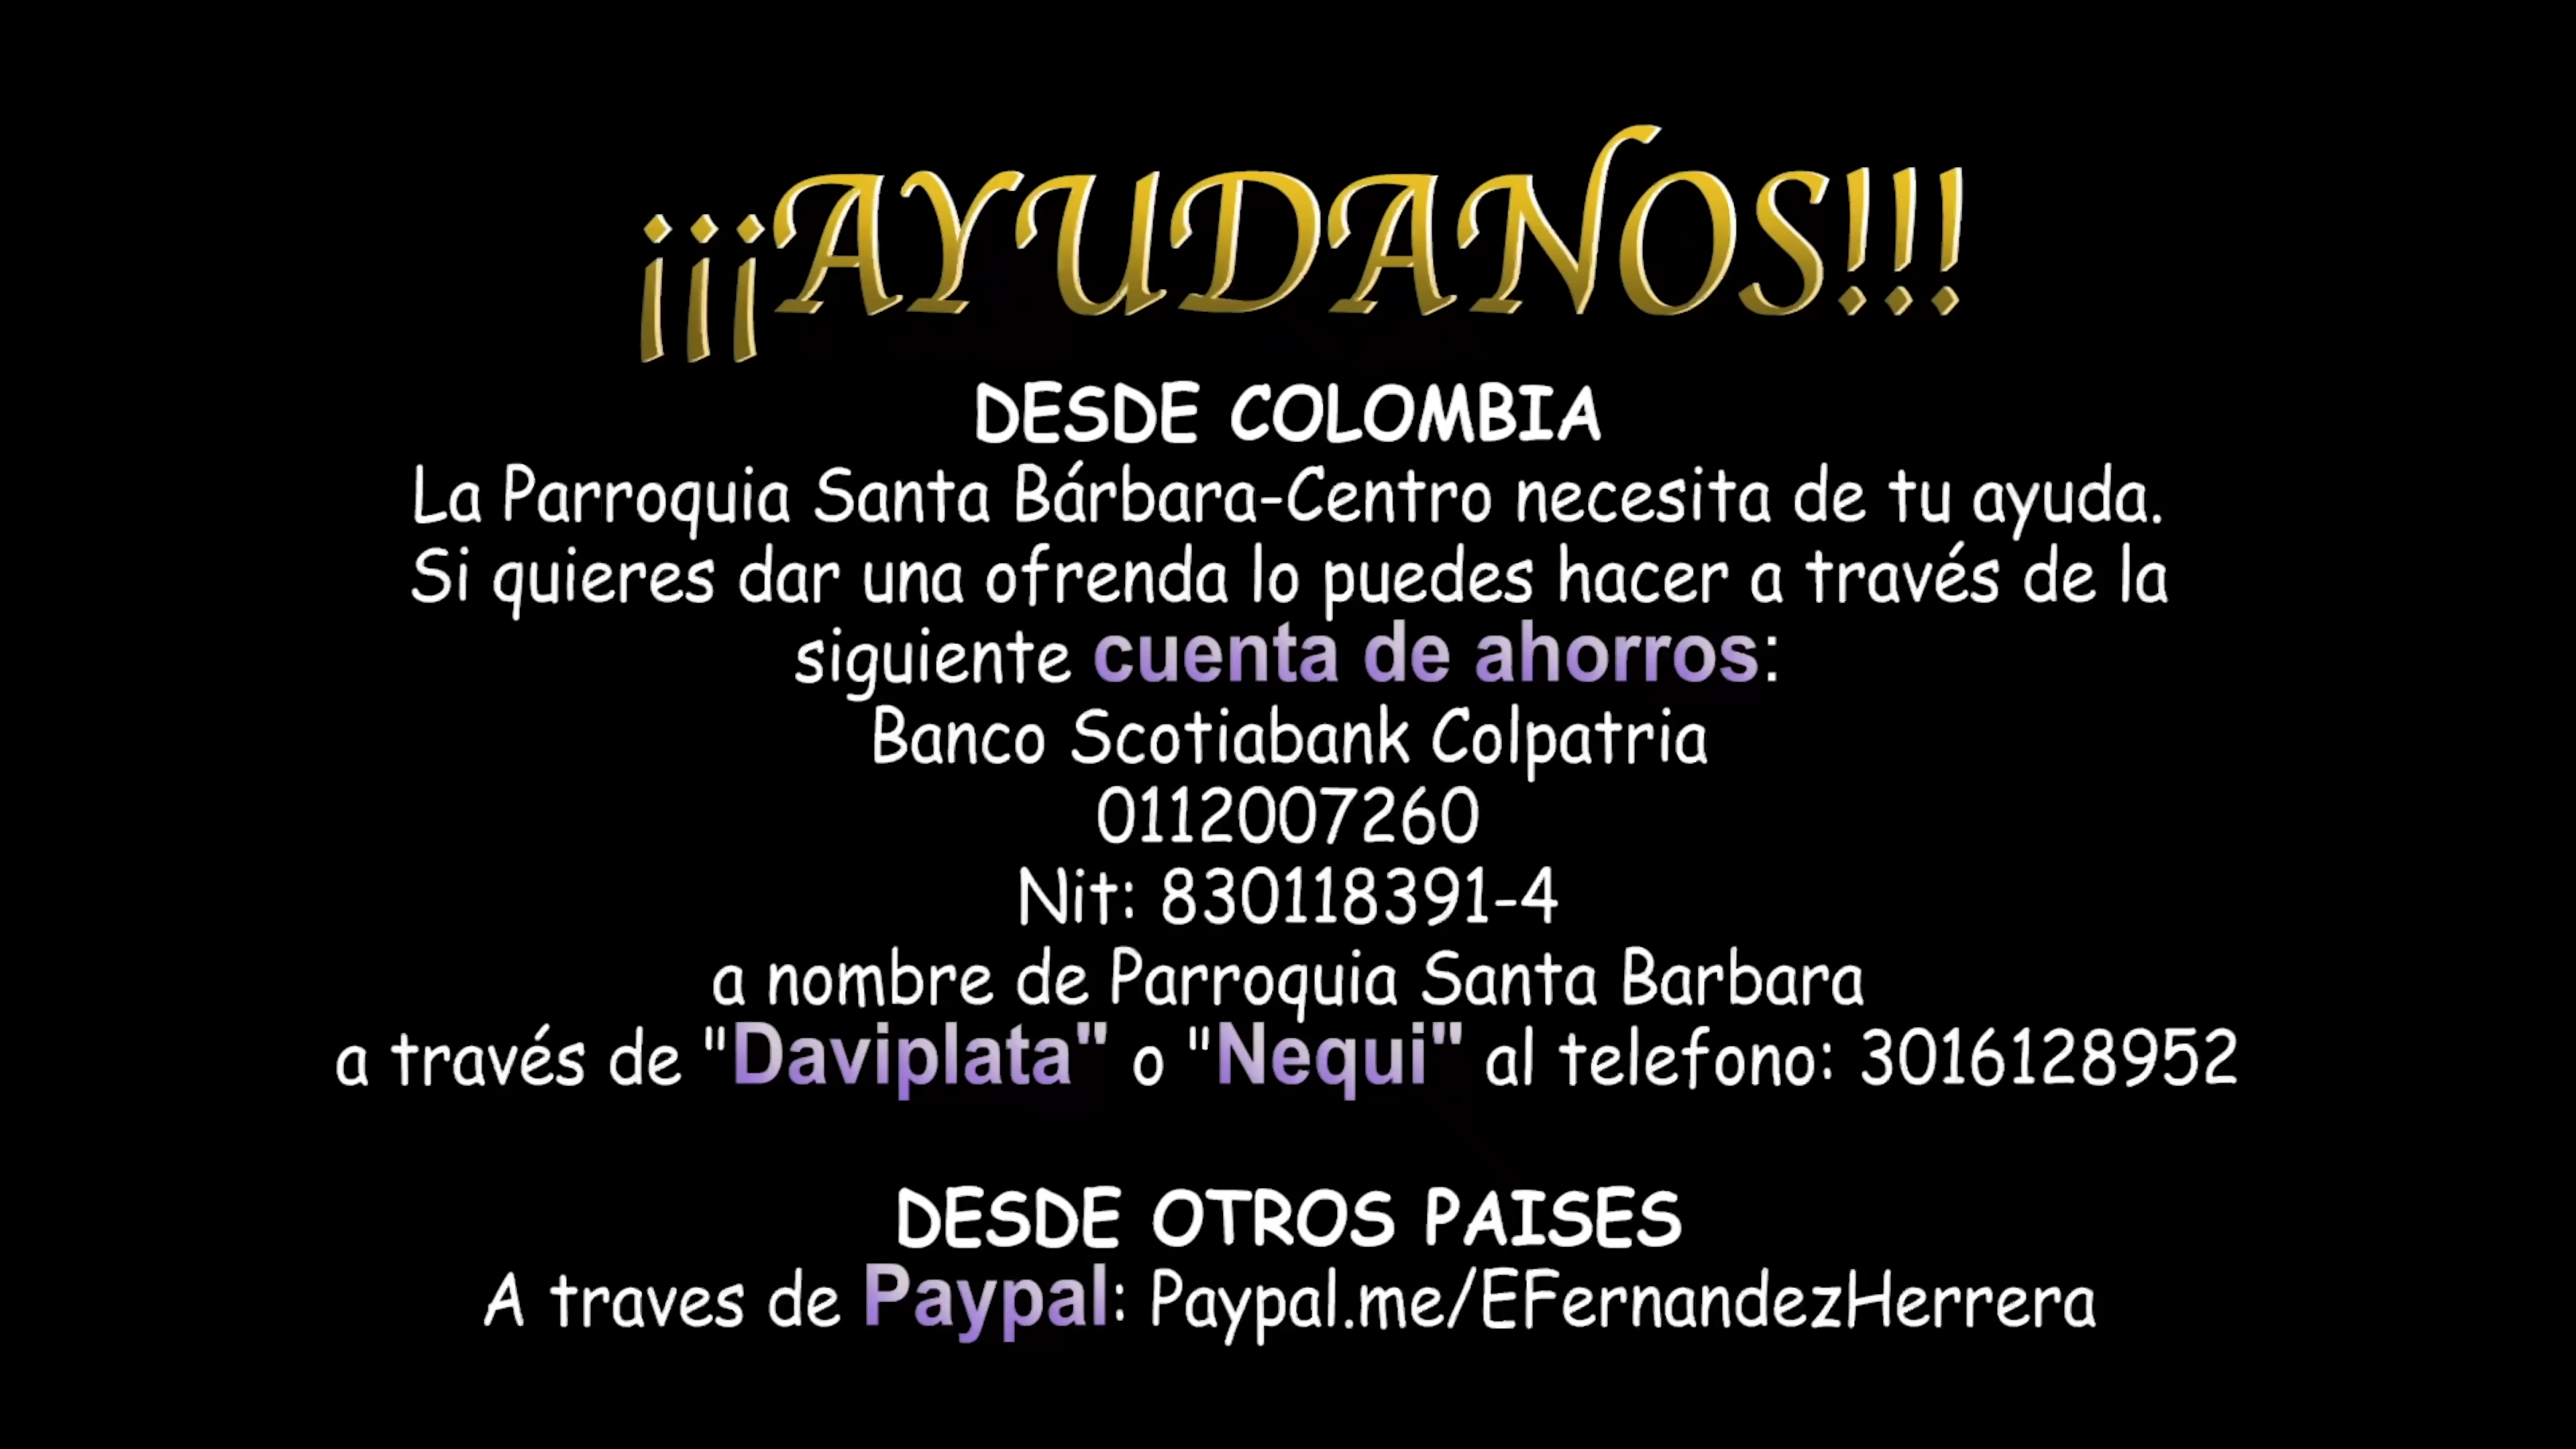 ¡¡¡AYUDANOS!!!
DESDE COLOMBIA
La Parroquia Santa Bárbara-Centro necesita de tu ayuda.
Si quieres dar una ofrenda lo puedes hacer a través de la
siguiente cuenta de ahorros:
Banco Scotiabank Colpatria
0112007260
Nit: 830118391-4
a nombre de Parroquia Santa Barbara
a través de "Daviplata" o "Nequi" al telefono: 3016128952
DESDE OTROS PAISES
A traves de Paypal: Paypal.me/EFernandezHerrera